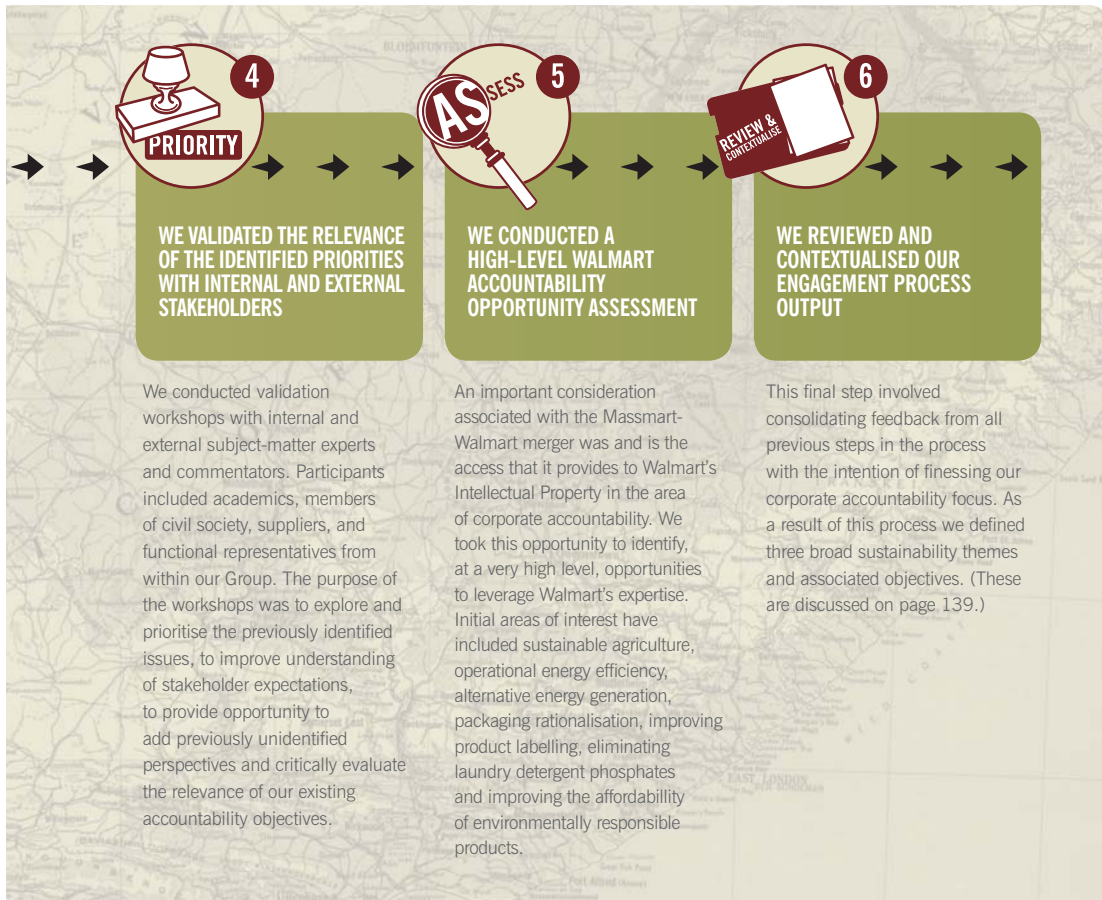 4
PRIORITY
WE VALIDATED THE RELEVANCE
OF THE IDENTIFIED PRIORITIES
WITH INTERNAL AND EXTERNAL
STAKEHOLDERS
We conducted validation
workshops with internal and
external subject-matter experts
and commentators. Participants
included academics, members
of civil society, suppliers, and
functional representatives from
within our Group. The purpose of
the workshops was to explore and
prioritise the previously identified
issues, to improve understanding
of stakeholder expectations,
to provide opportunity to
add previously unidentified
perspectives and critically evaluate
the relevance of our existing
accountability objectives.
5
ASSESS
WE CONDUCTED A
HIGH-LEVEL WALMART
ACCOUNTABILITY
OPPORTUNITY ASSESSMENT
An important consideration
associated with the Massmart-
Walmart merger was and is the
access that it provides to Walmart's
Intellectual Property in the area
of corporate accountability. We
took this opportunity to identify,
at a very high level, opportunities
to leverage Walmart's expertise.
Initial areas of interest have
included sustainable agriculture,
operational energy efficiency,
alternative energy generation,
packaging rationalisation, improving
product labelling, eliminating
laundry detergent phosphates
and improving the affordabillity
of environmentally responsible
products.
6
REVIEW &
CONTEXTUALISE
WE REVIEWED AND
CONTEXTUALISED OUR
ENGAGEMENT PROCESS
OUTPUT
This final step involved
consolidating feedback from all
previous steps in the process
with the intention of finessing our
corporate accountability focus. As
a result of this process we defined
three broad sustainability themes
and associated objectives. (These
are discussed on page 139.)
BLOEMFONTEIN
EAST LONDON
Port Alfred